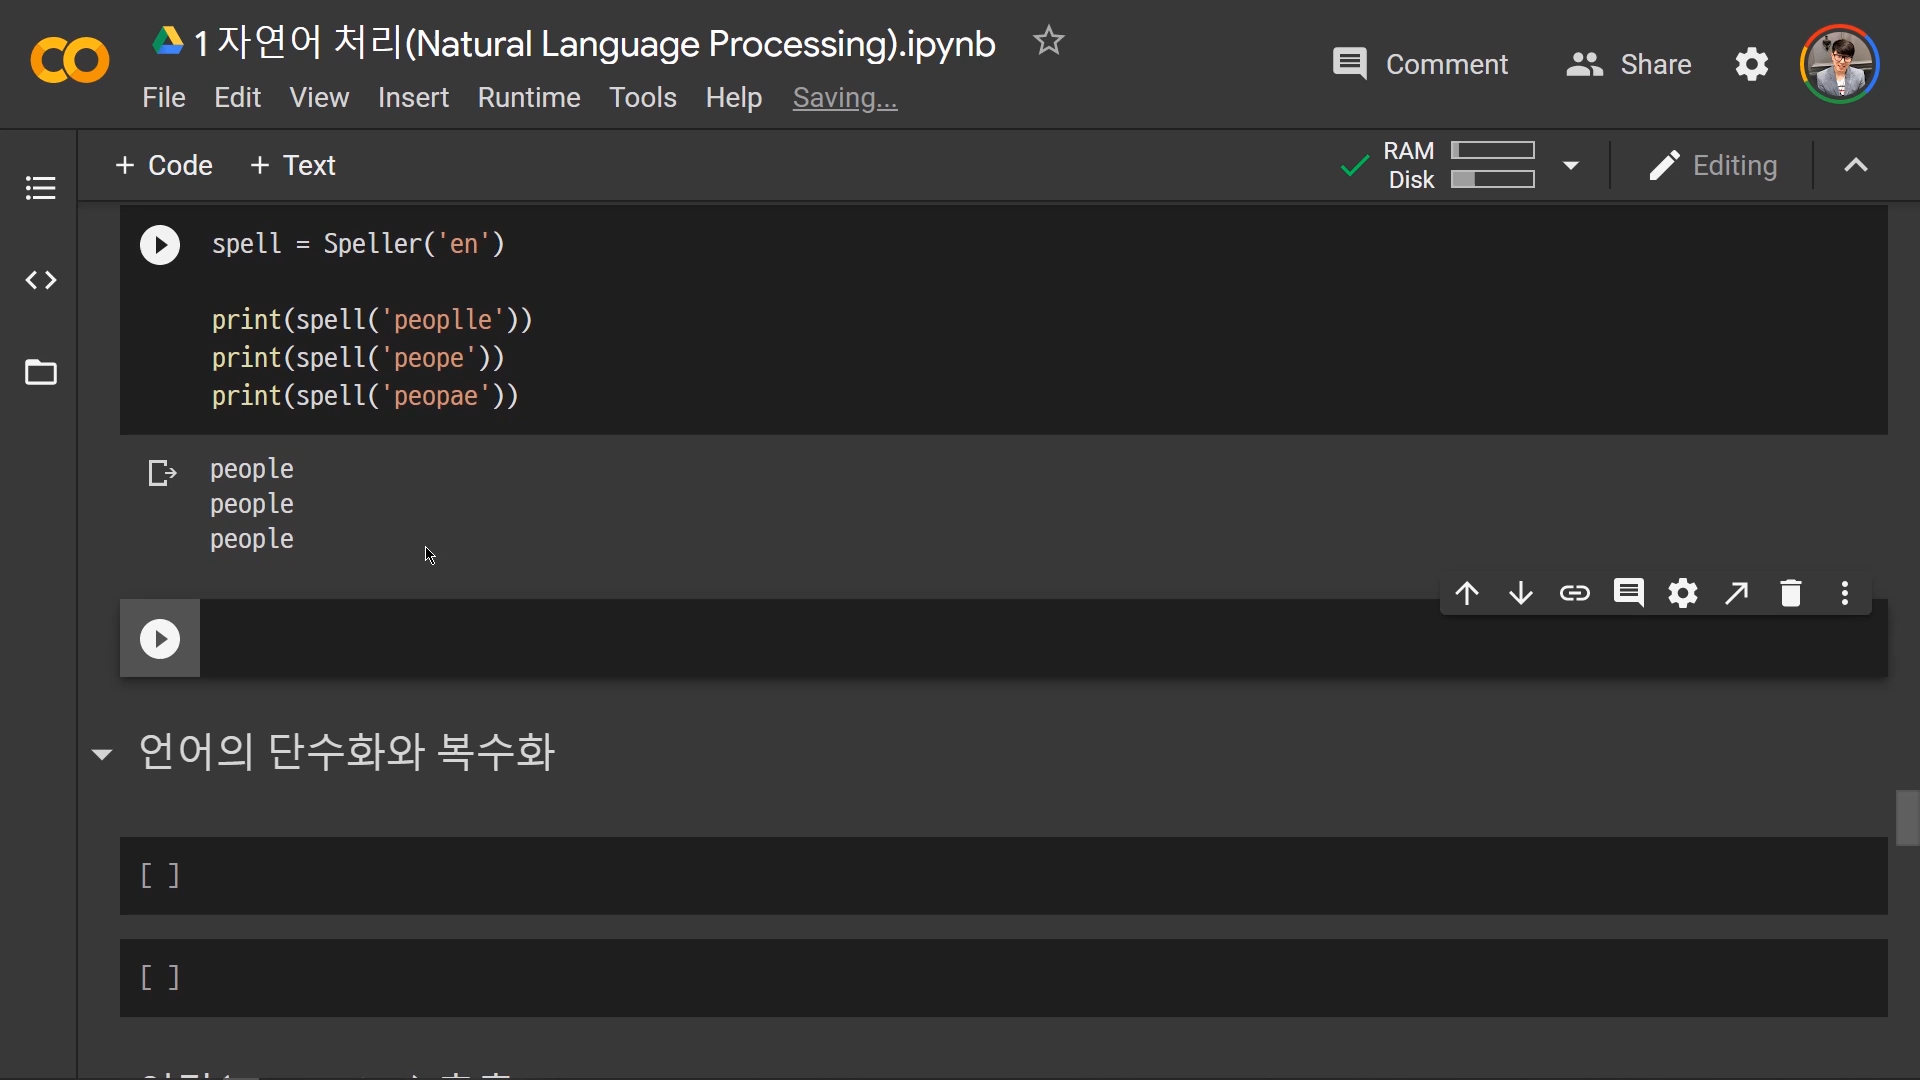 1 자연어 처리(Natural Language Processing).ipynb
Comment
Share
File Edit View Insert Runtime Tools Help Saving...
+ Code + Text
RAM
Disk
Editing
spell = Speller('en')
print(spell('peoplle'))
print(spell('peope'))
print(spell('peopae'))
people
people
people
언어의 단수화와 복수화
[ ]
[ ]